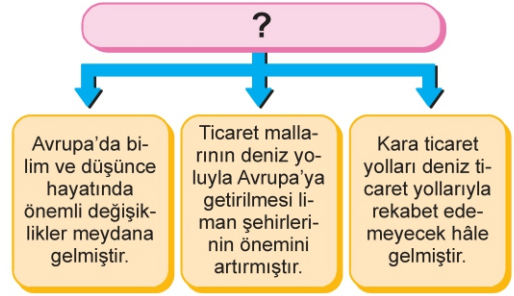 ?
Avrupa'da bi-
lim ve düşünce
hayatında
önemli değişik-
likler meydana
gelmiştir.
Ticaret malla-
rının deniz yo-
luyla Avrupa'ya
getirilmesi li-
man şehirleri-
nin önemini
artırmıştır.
Kara ticaret
yolları deniz ti-
caret yollarıyla
rekabet ede-
meyecek hâle
gelmiştir.